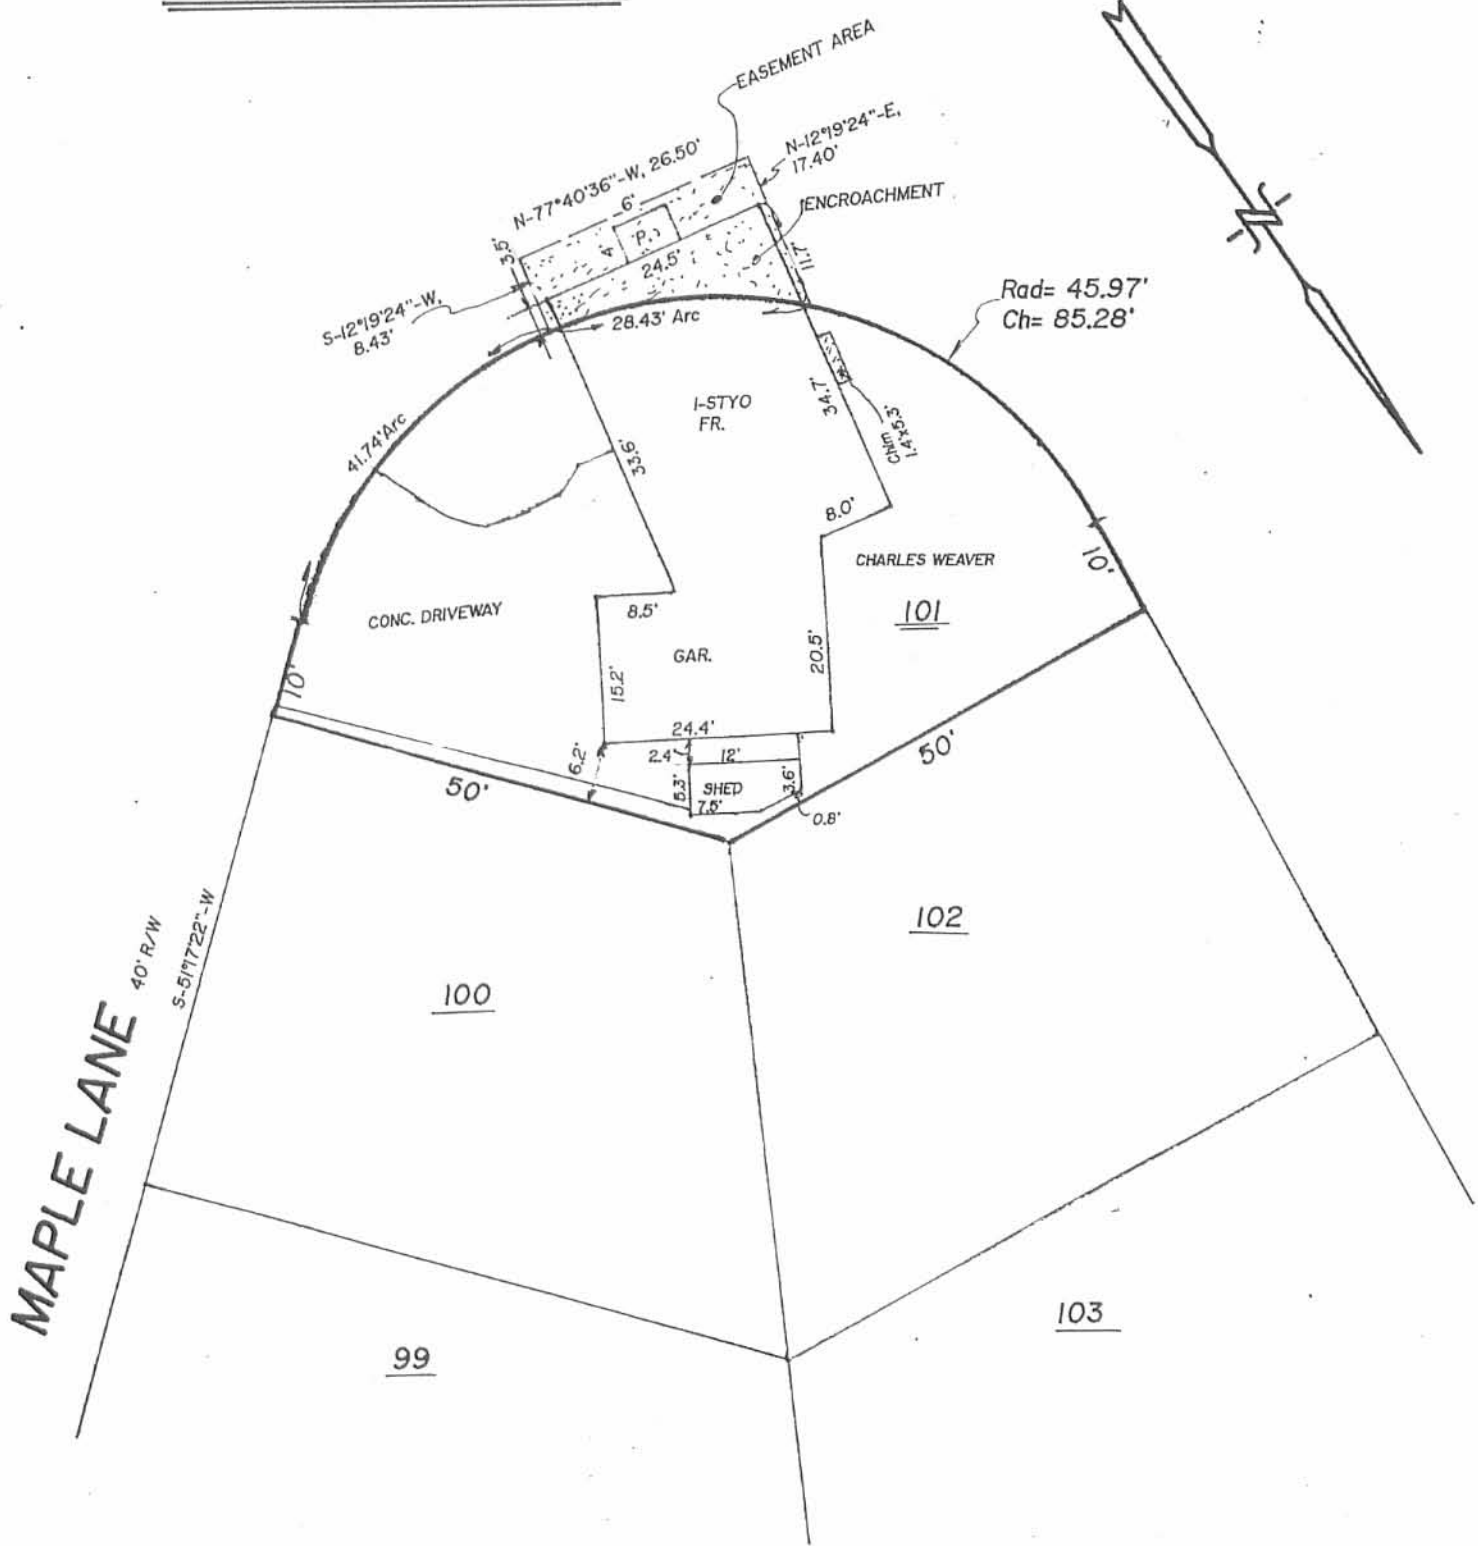 EASEMENT AREA
N-12°19'24"-E,
17.40'
N-77°40'36"-W, 26.50'
ENCROACHMENT
6'
P.
4'
3.5'
24.5'
11.7'
S-12°19'24"-W,
8.43'
28.43' Arc
Rad= 45.97'
Ch= 85.28'
1-STYO
FR.
34.7'
Chim
1.4'x5.3'
41.74' Arc
33.6'
8.0'
CHARLES WEAVER
101
10'
CONC. DRIVEWAY
8.5'
GAR.
15.2'
20.5'
10'
24.4'
2.4'
12'
6.2'
5.3'
SHED
3.6'
7.5'
0.8'
50'
50'
102
100
MAPLE LANE
40' R/W
S-51°17'22"-W
103
99